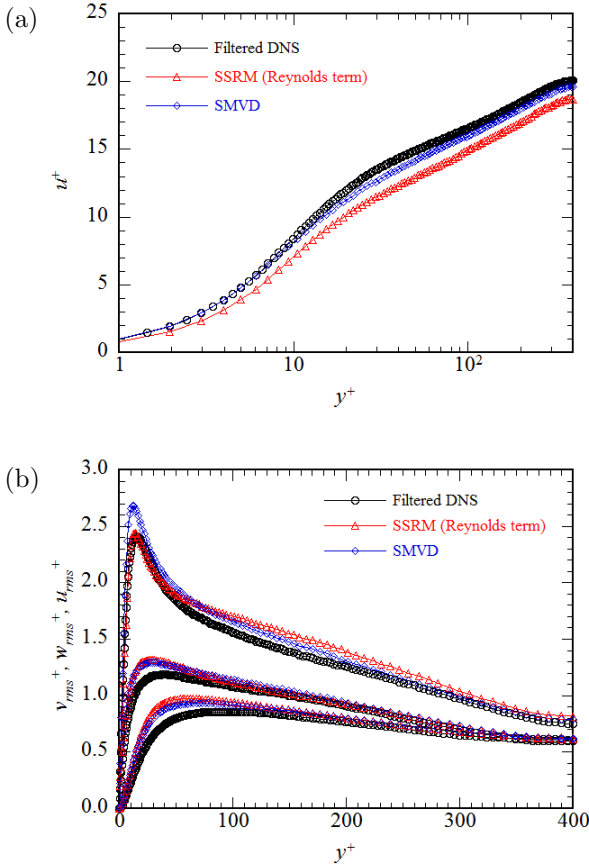 (a)
25
20
15
10
5
0
u+
Filtered DNS
SSRM (Reynolds term)
SMVD
1
10
10²
y+
(b)
3.0
2.5
2.0
1.5
1.0
0.5
0.0
vrms+, wrms+, urms+
Filtered DNS
SSRM (Reynolds term)
SMVD
0
100
200
300
400
y+